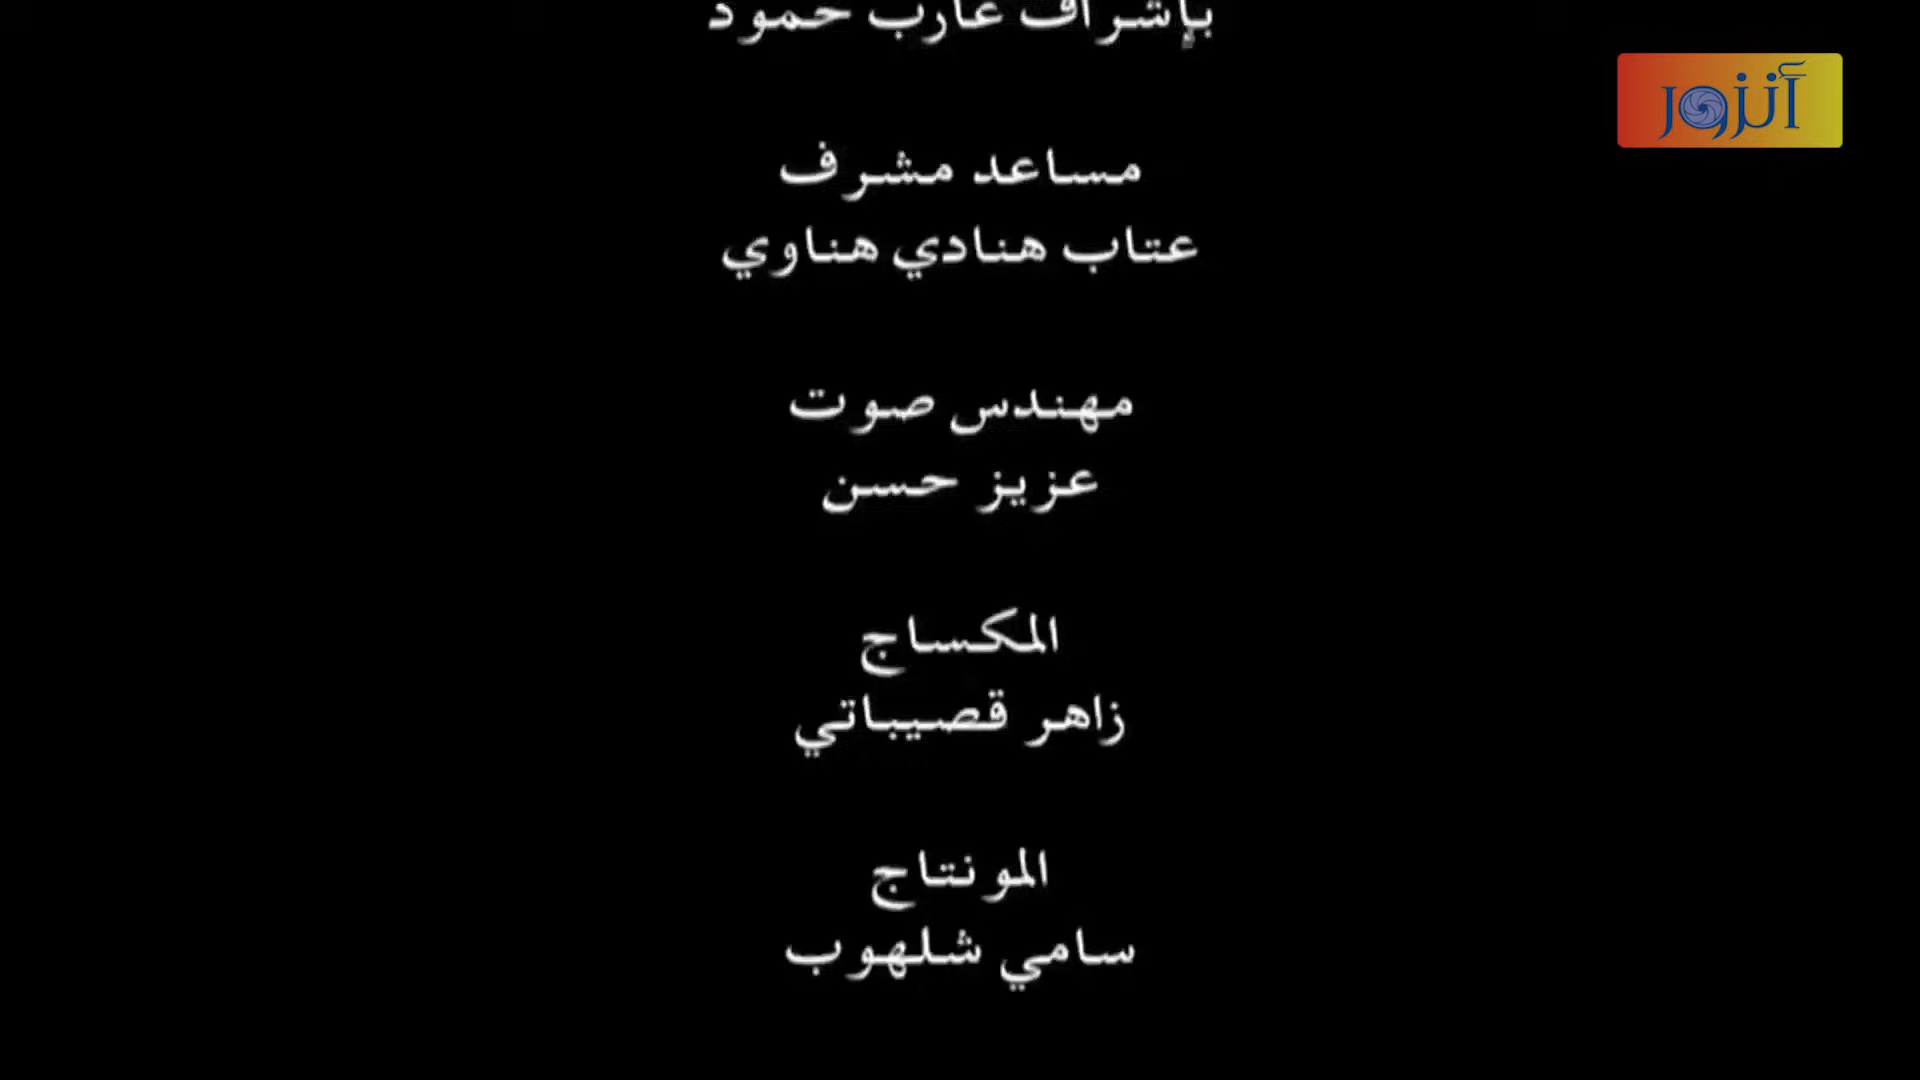 بإشراف عارب حمود
أنزور
مساعد مشرف
عتاب هنادي هناوي
مهندس صوت
عزيز حسن
المكساج
زاهر قصيباتي
المونتاج
سامي شلهوب